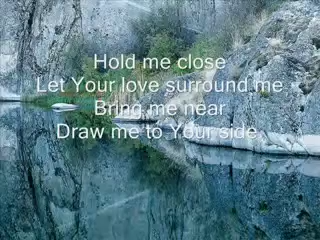 Hold me close
Let Your love surround me
Bring me near
Draw me to Your side.